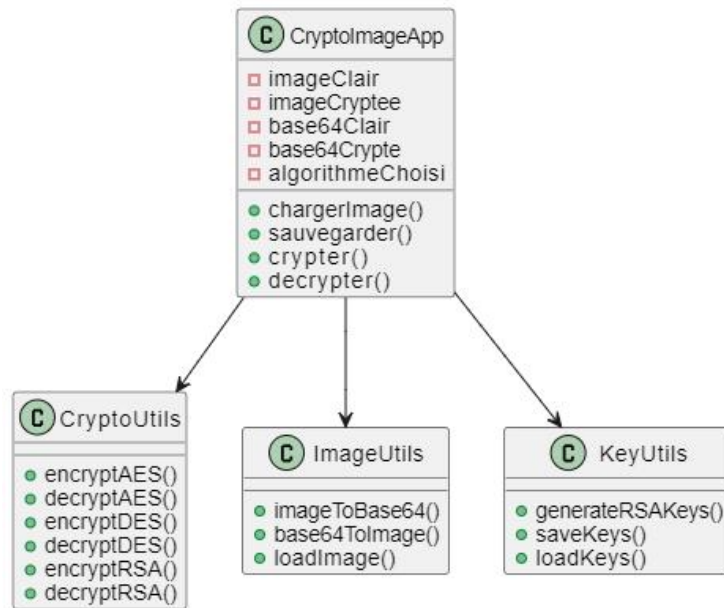 C CryptoImageApp
imageClair
imageCryptee
base64Clair
base64Crypte
algorithmeChoisi
chargerImage()
sauvegarder()
crypter()
decrypter()
C CryptoUtils
encryptAES()
decryptAES()
encryptDES()
decryptDES()
encryptRSA()
decryptRSA()
C ImageUtils
imageToBase64()
base64ToImage()
loadImage()
C KeyUtils
generateRSAKeys()
saveKeys()
loadKeys()